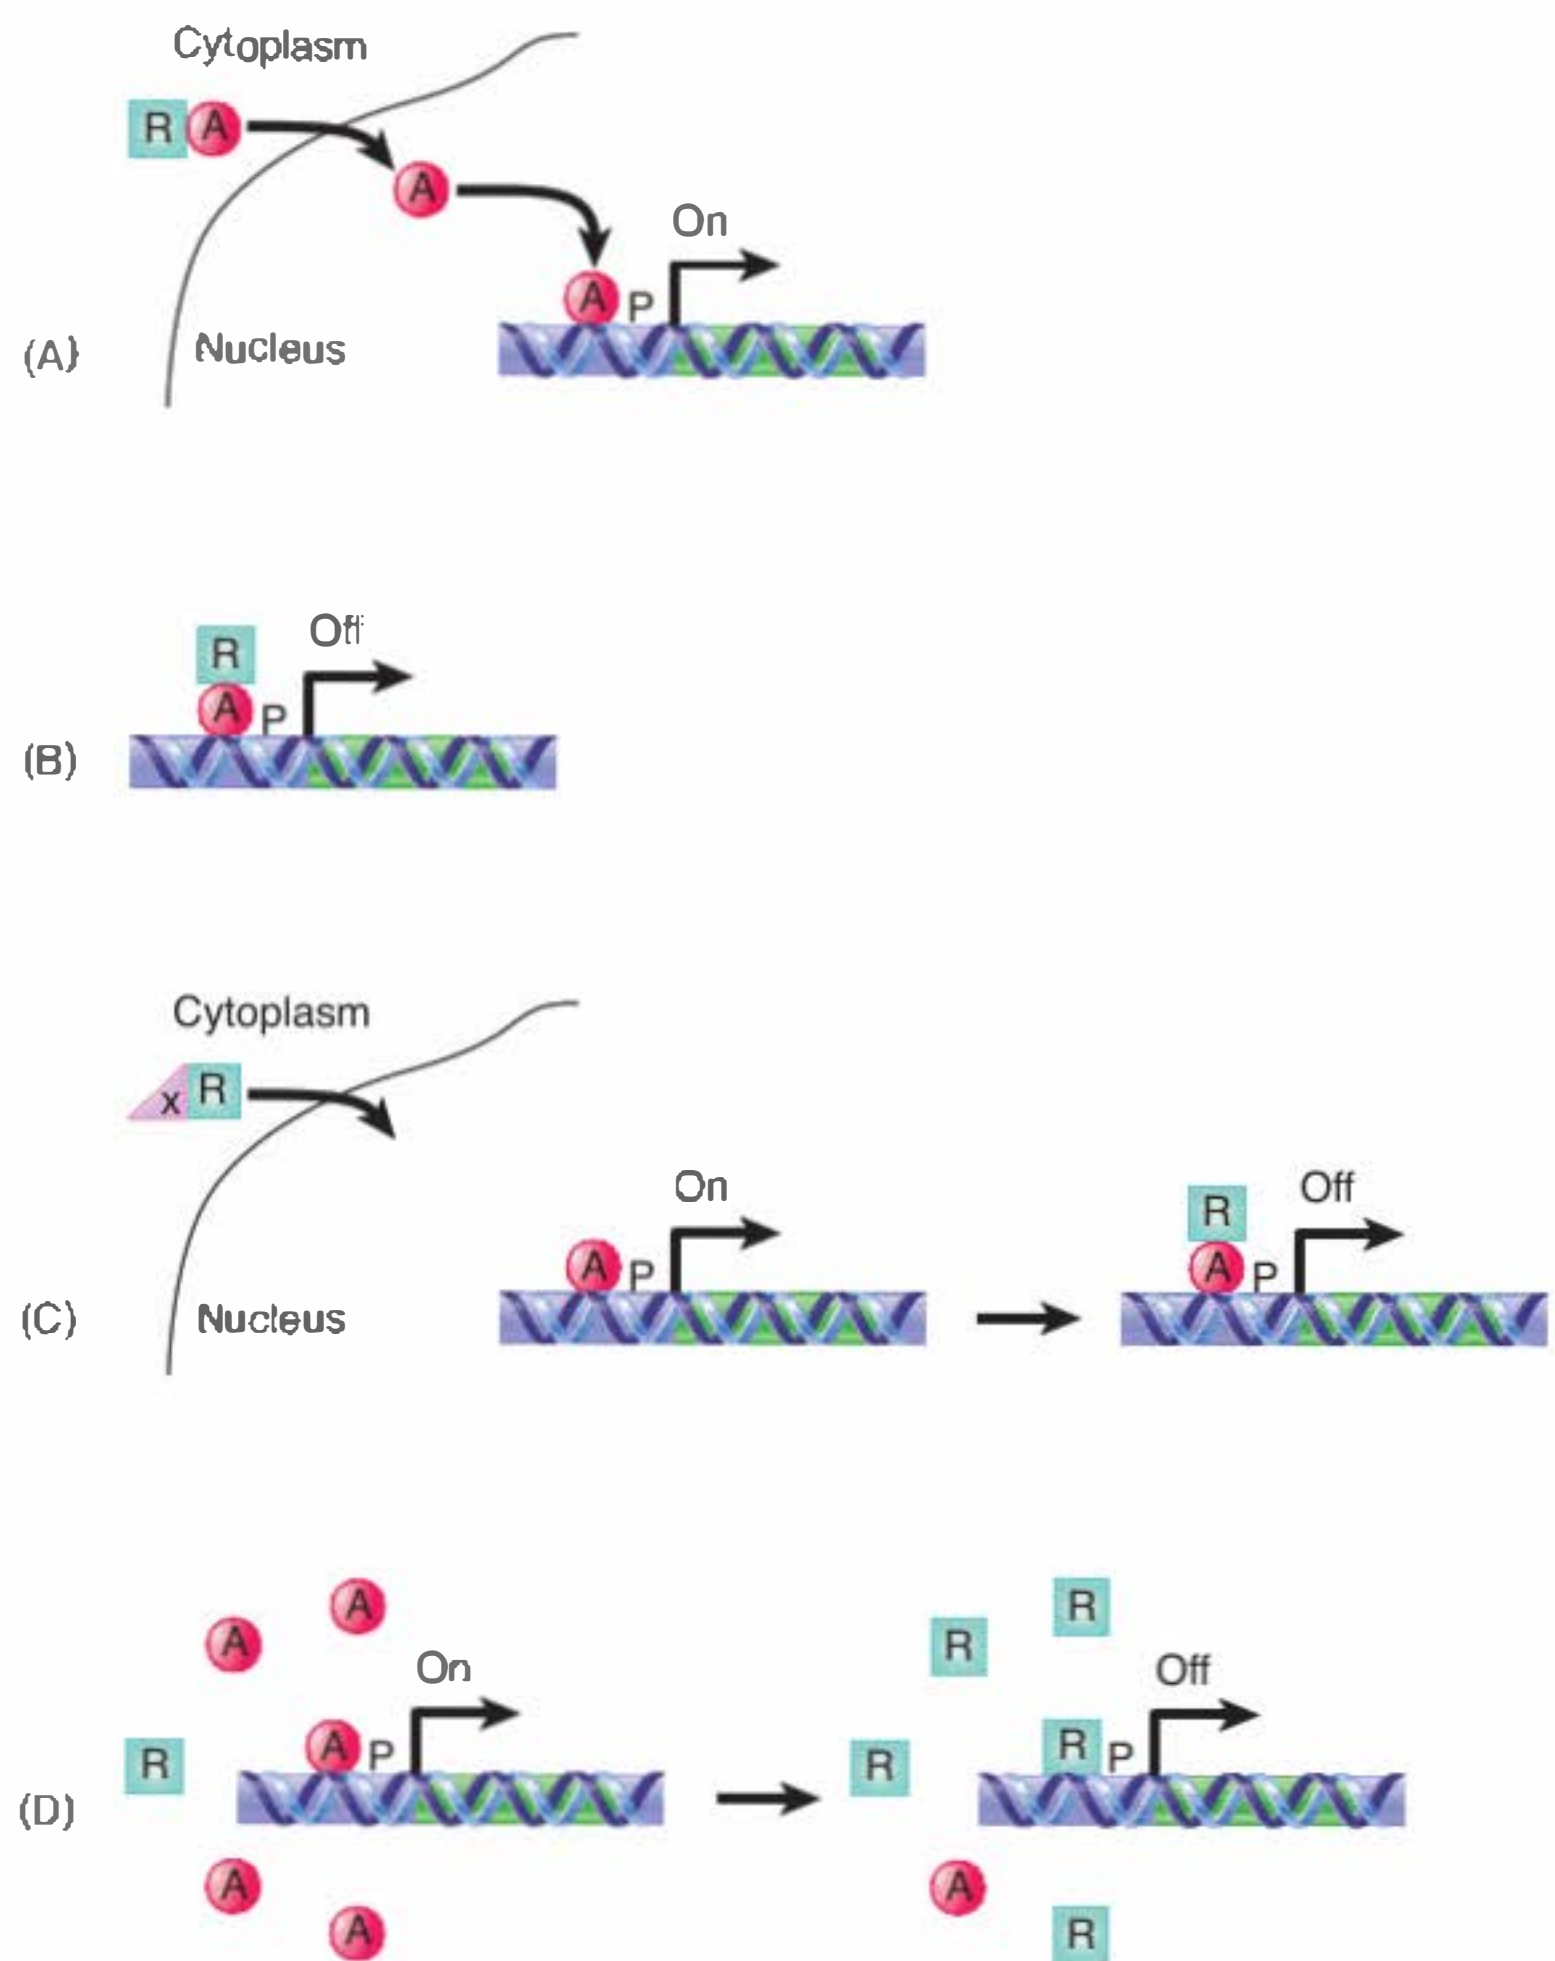 Cytoplasm
R A
A
On
A P
(A) Nucleus
Off
R
A P
(B)
Cytoplasm
x R
On Off
R
A P A P
(C) Nucleus
A R
A R
On Off
A P R P
R R
(D)
A A
A R